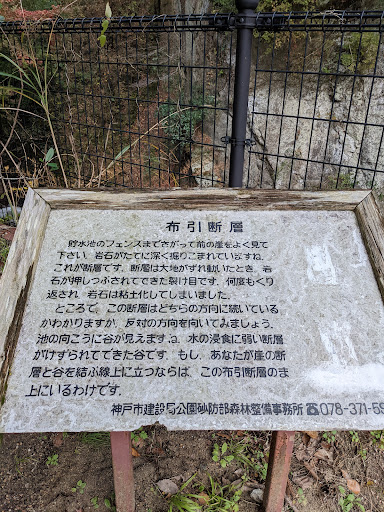 布引断層
貯水池のフェンスまでさがって前の崖をよく見て
下さい。岩石がたてに深く掘りこまれていますね。
これが断層です。断層は大地がずれ動いたとき、岩
石が押しつぶされてできた裂け目です。何度もくり
返され、岩石は粘土化してしまいました。
ところで、この断層はどちらの方向に続いている
かわかりますか。反対の方向を向いてみましょう。
池の向こうに谷が見えますね。水の浸食に弱い断層
がけずられてできた谷です。もし、あなたが崖の断
層と谷を結ぶ線上に立つならば、この布引断層のま
上にいるわけです。
神戸市建設局公園砂防部森林整備事務所 ☎078-371-59